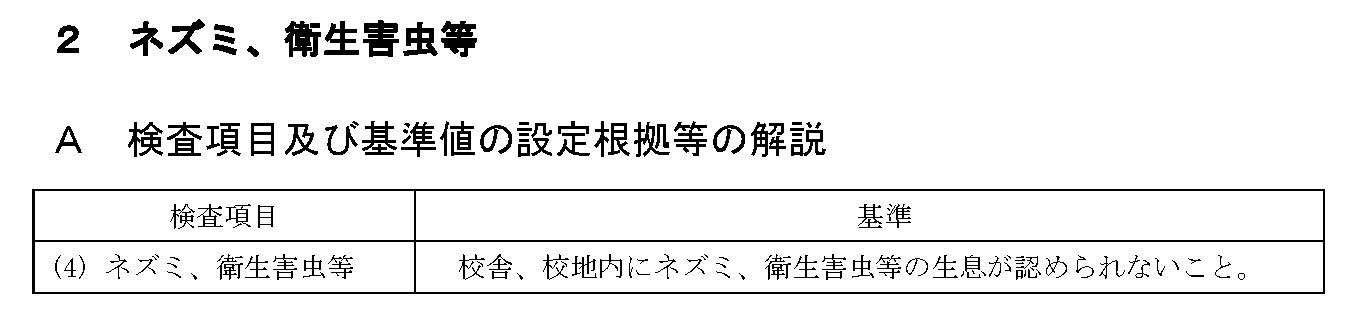 ２　ネズミ、衛生害虫等
Ａ　検査項目及び基準値の設定根拠等の解説
検査項目　基準
(4) ネズミ、衛生害虫等　校舎、校地内にネズミ、衛生害虫等の生息が認められないこと。